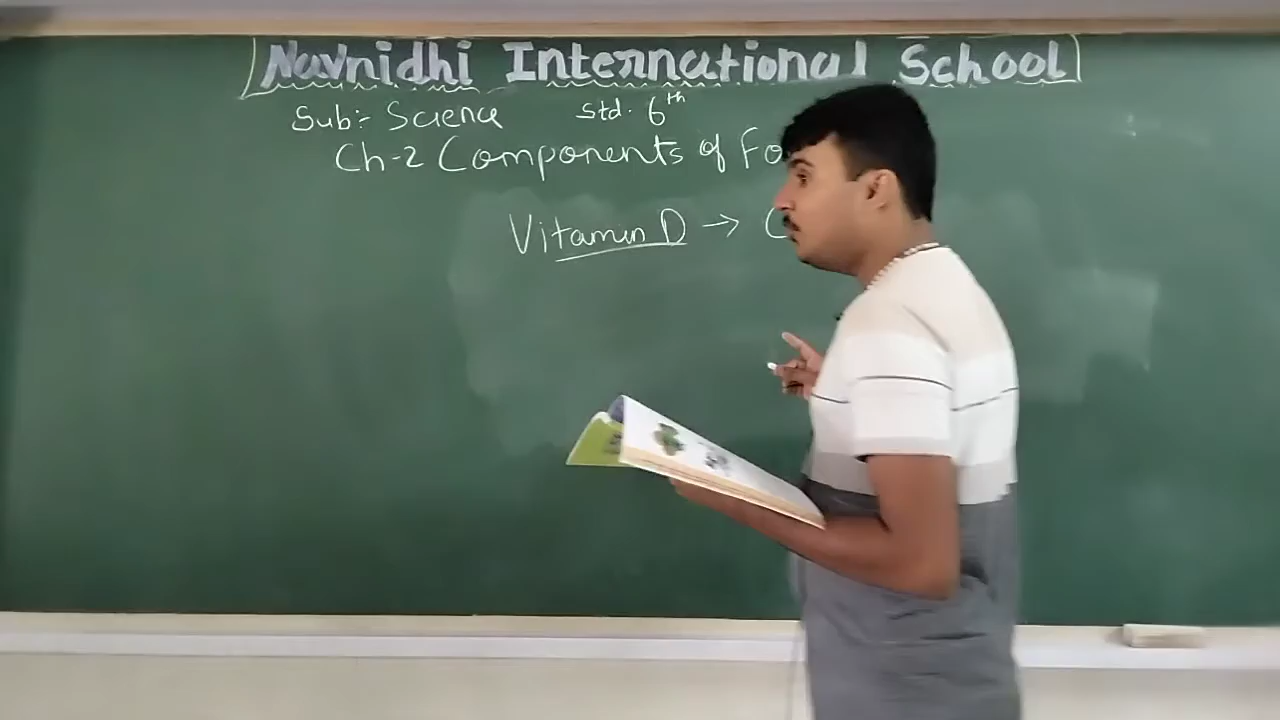 Navnidhi International School
Sub:- Science Std. 6th
Ch-2 Components of Fo
Vitamin D → C